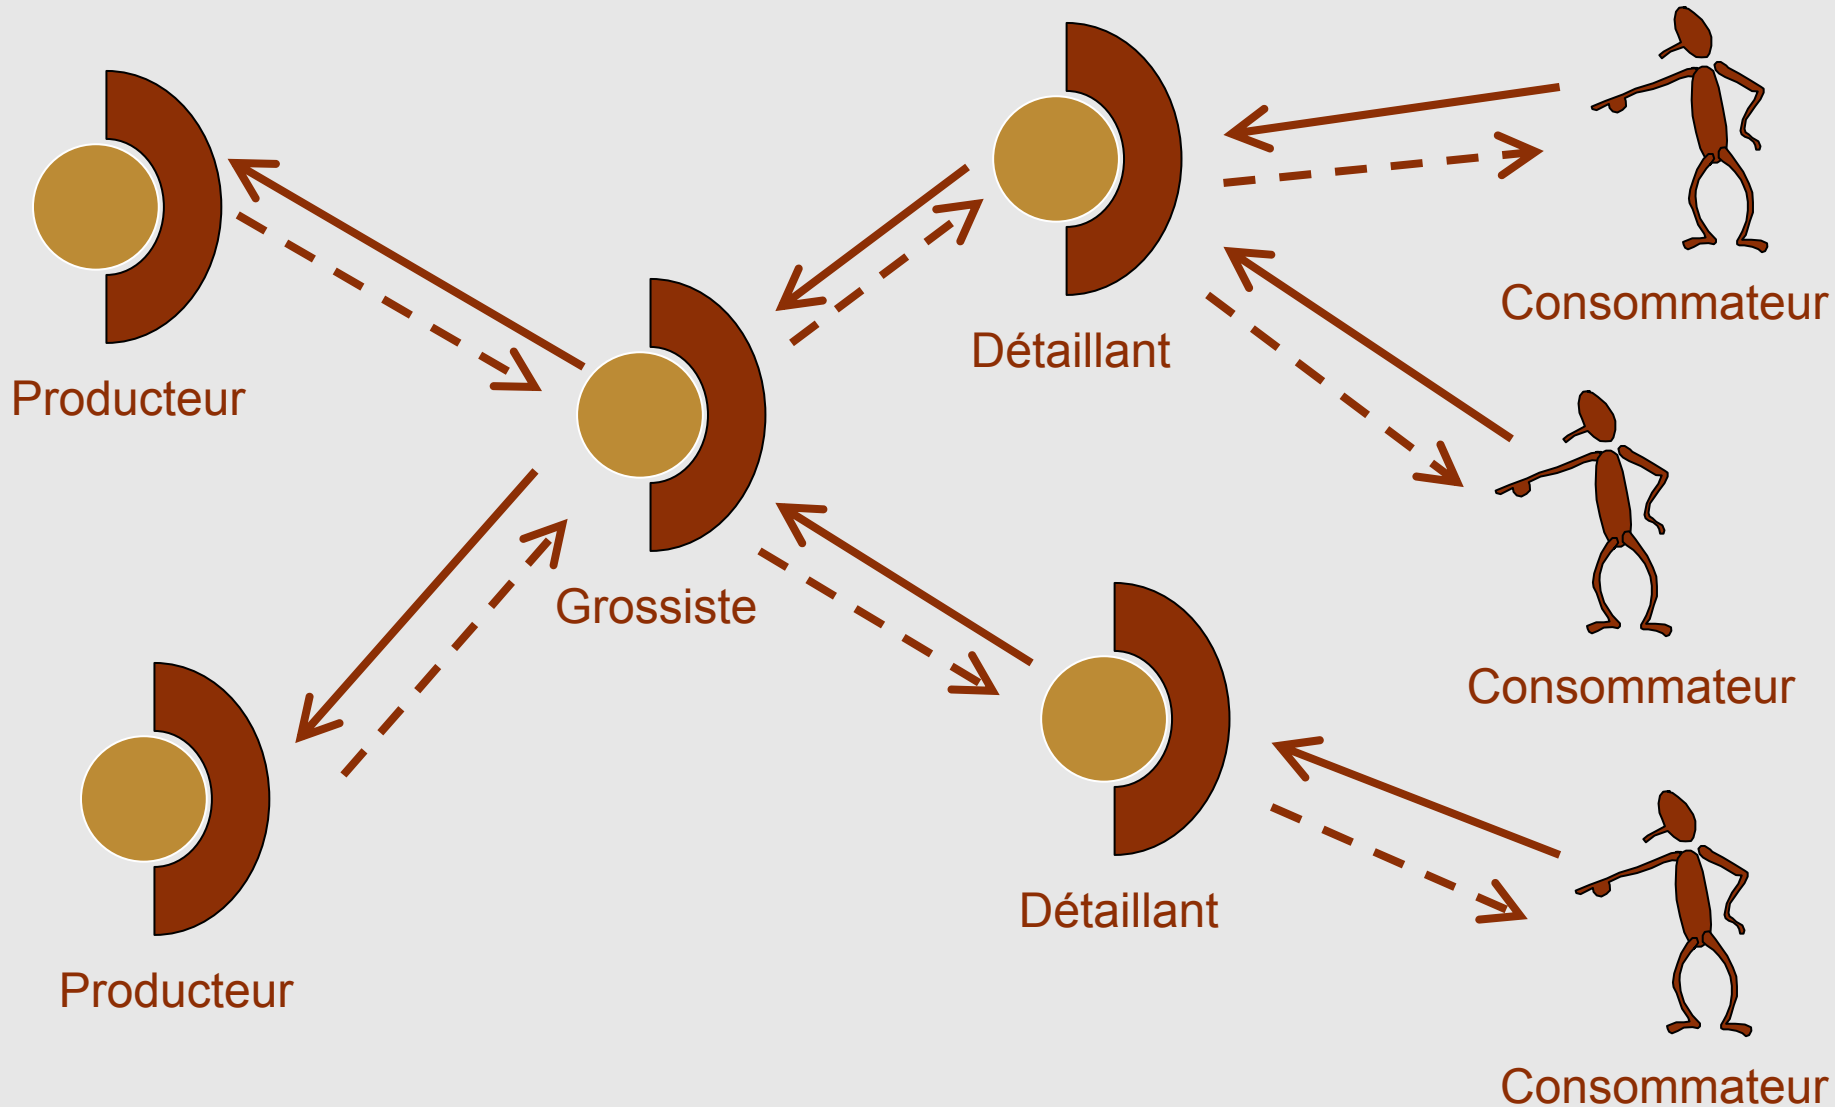 Consommateur
Détaillant
Producteur
Grossiste
Consommateur
Détaillant
Producteur
Consommateur